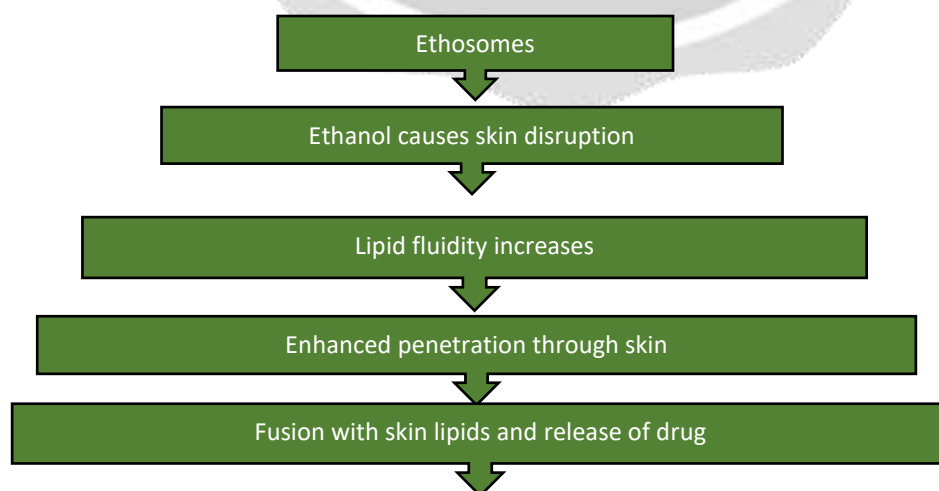 Ethosomes
Ethanol causes skin disruption
Lipid fluidity increases
Enhanced penetration through skin
Fusion with skin lipids and release of drug